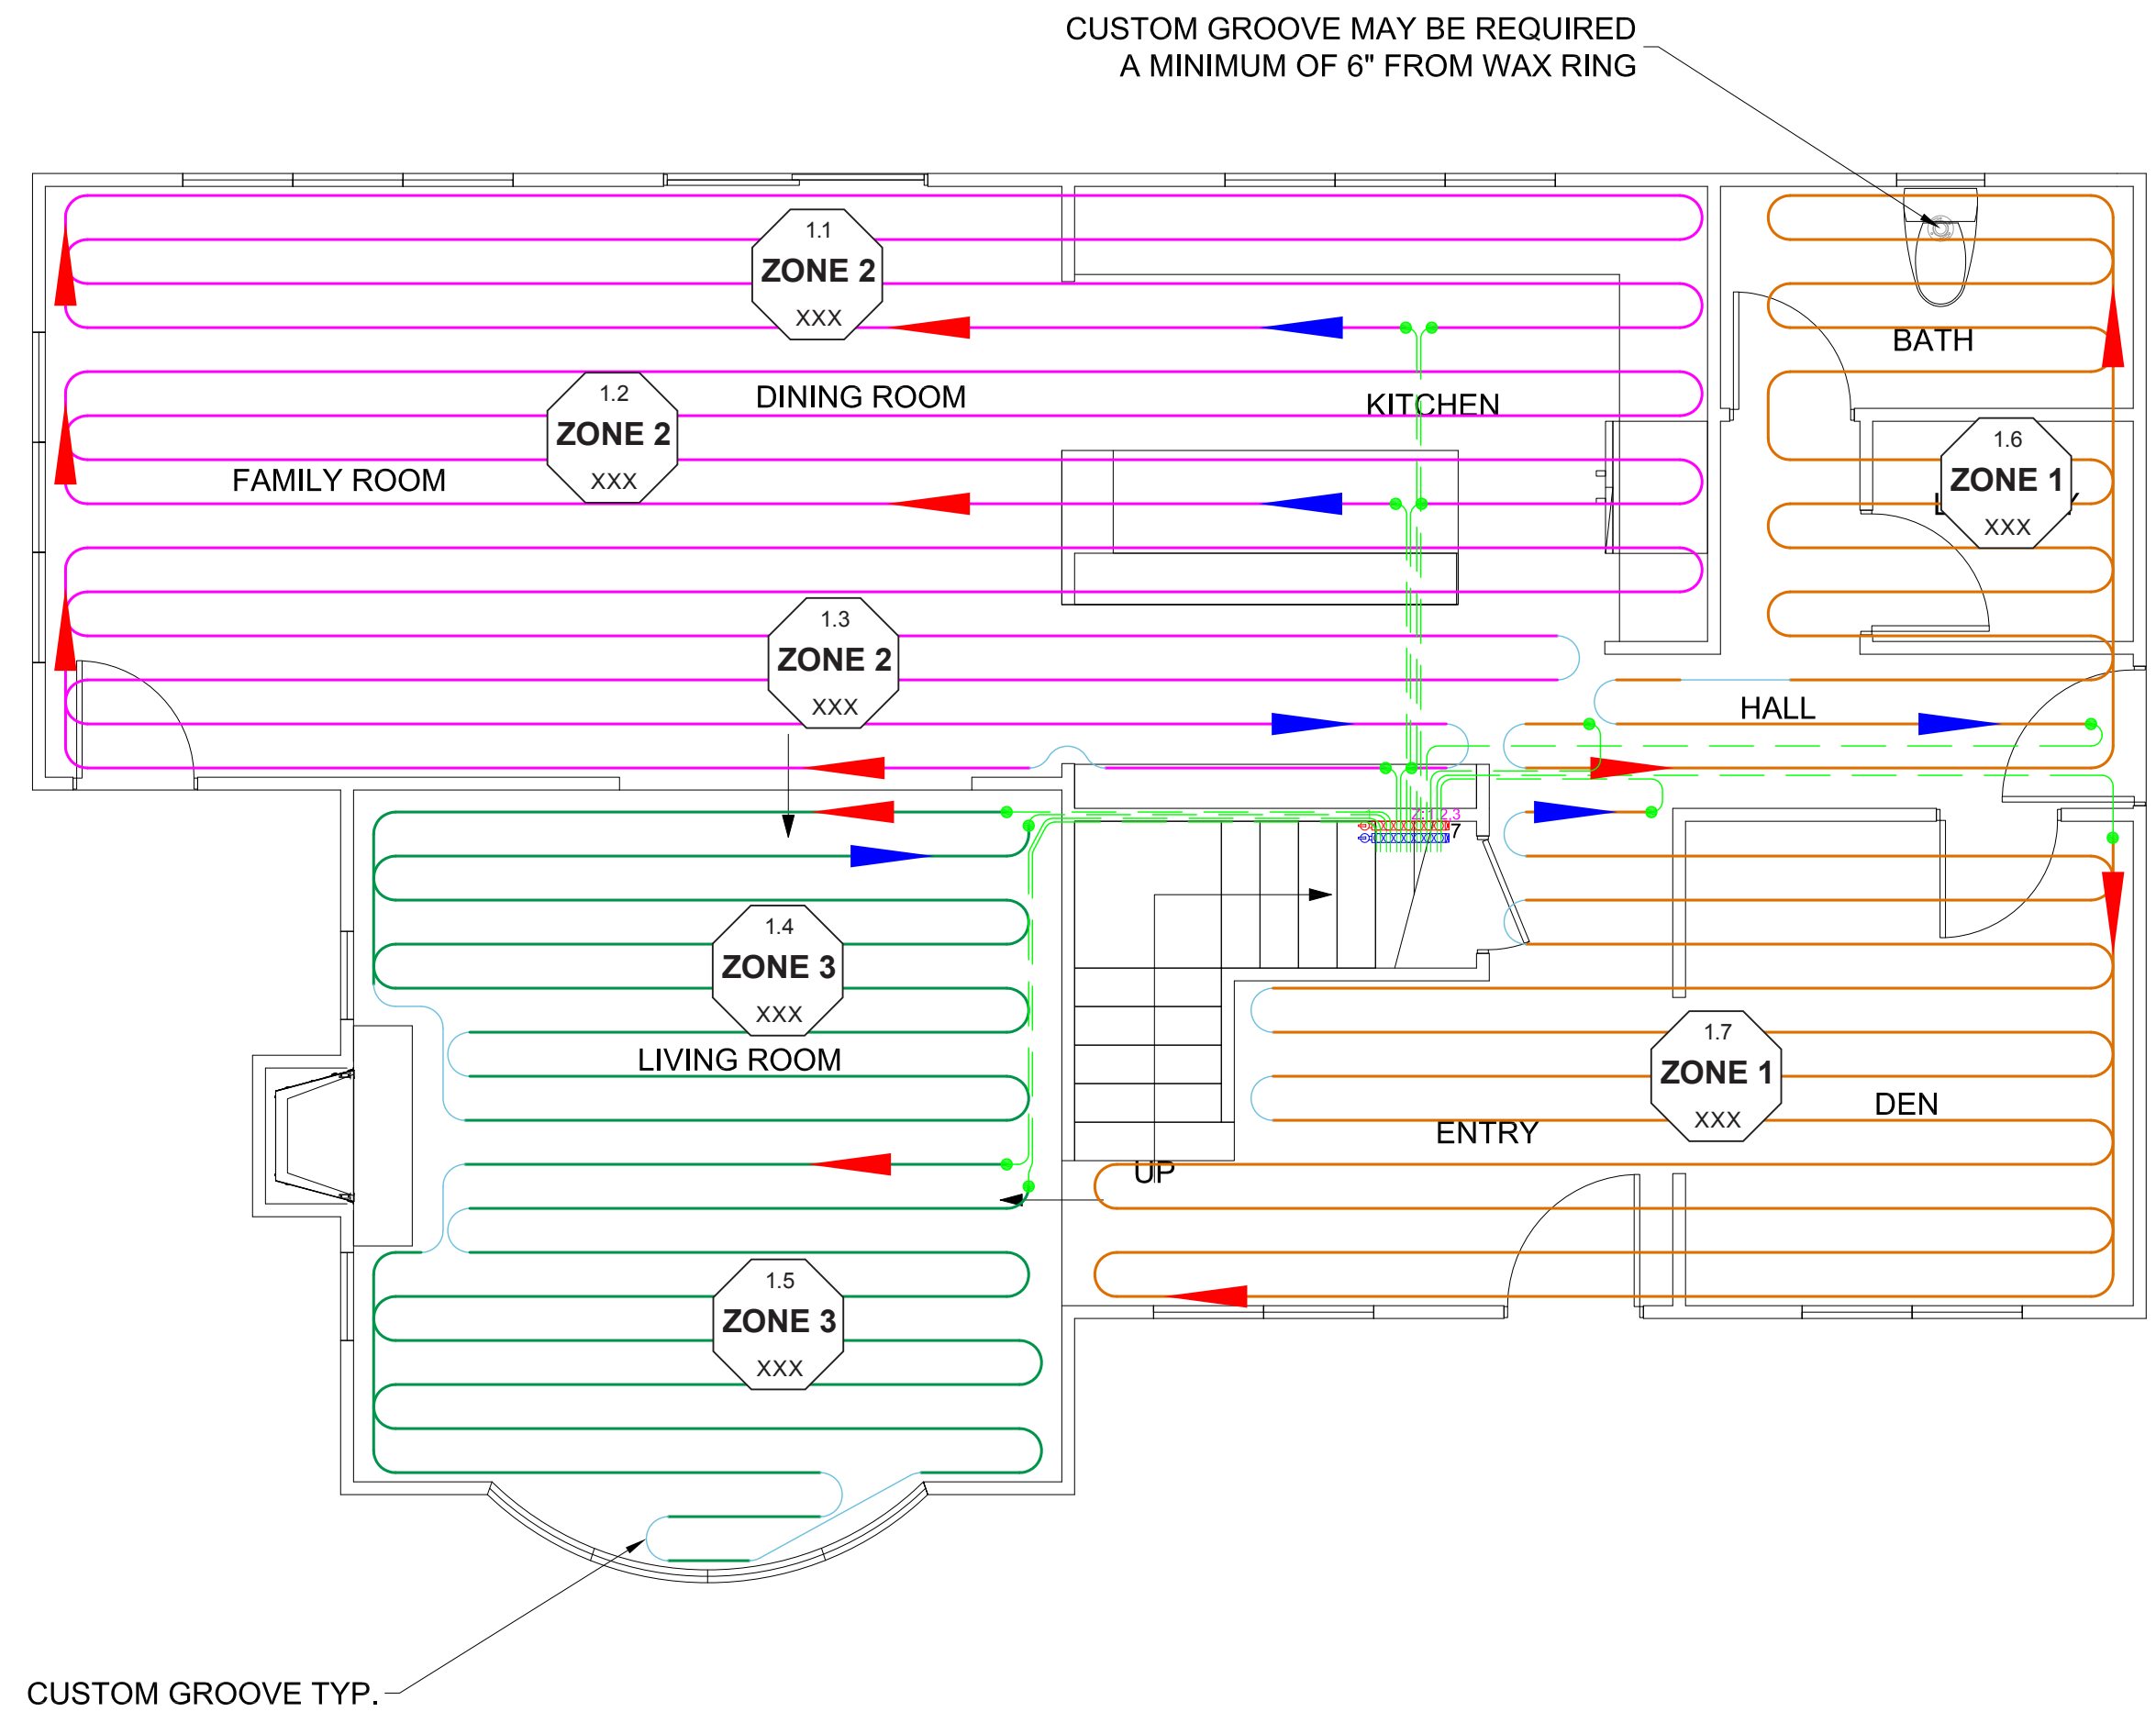 CUSTOM GROOVE MAY BE REQUIRED
A MINIMUM OF 6" FROM WAX RING
1.1
ZONE 2
XXX
BATH
1.2
ZONE 2
XXX
DINING ROOM
KITCHEN
FAMILY ROOM
1.6
ZONE 1
XXX
1.3
ZONE 2
XXX
HALL
7
1.4
ZONE 3
XXX
LIVING ROOM
1.7
ZONE 1
XXX
DEN
ENTRY
UP
1.5
ZONE 3
XXX
CUSTOM GROOVE TYP.